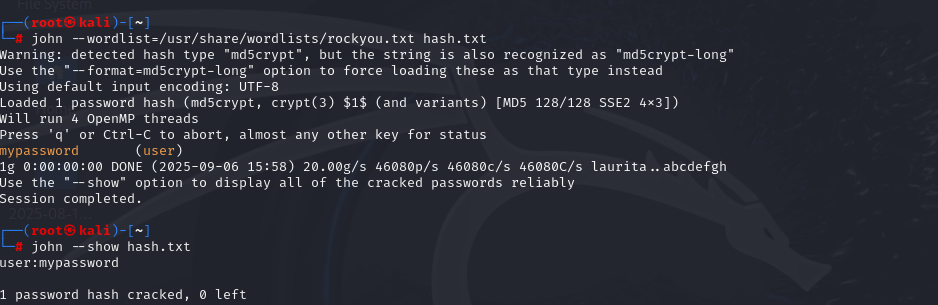 File System
┌──(root㉿kali)-[~]
└─# john --wordlist=/usr/share/wordlists/rockyou.txt hash.txt
Warning: detected hash type "md5crypt", but the string is also recognized as "md5crypt-long"
Use the "--format=md5crypt-long" option to force loading these as that type instead
Using default input encoding: UTF-8
Loaded 1 password hash (md5crypt, crypt(3) $1$ (and variants) [MD5 128/128 SSE2 4×3])
Will run 4 OpenMP threads
Press 'q' or Ctrl-C to abort, almost any other key for status
mypassword       (user)
1g 0:00:00:00 DONE (2025-09-06 15:58) 20.00g/s 46080p/s 46080c/s 46080C/s laurita..abcdefgh
Use the "--show" option to display all of the cracked passwords reliably
Session completed.
2025-08-1...
┌──(root㉿kali)-[~]
└─# john --show hash.txt
user:mypassword
1 password hash cracked, 0 left